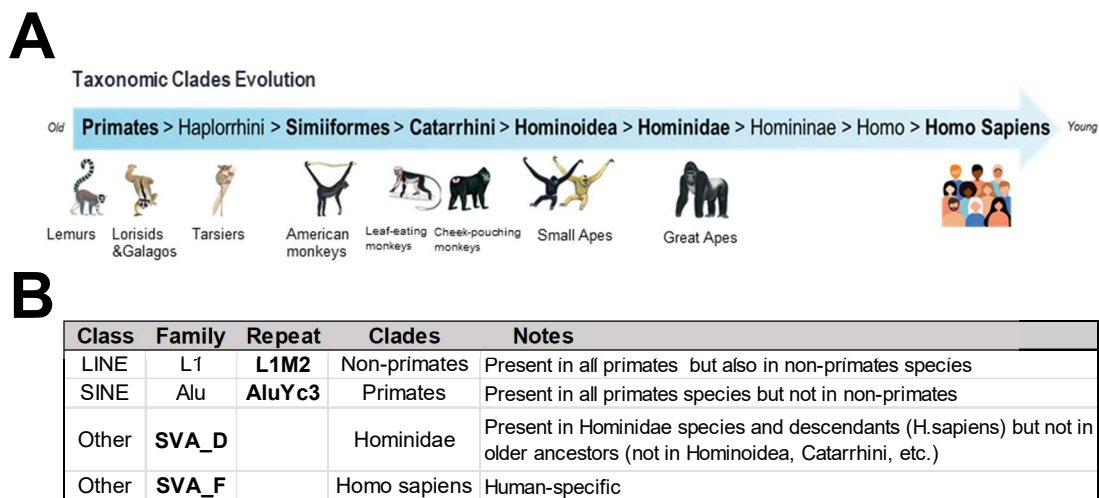 A
Taxonomic Clades Evolution
Old Primates > Haplorrhini > Simiiformes > Catarrhini > Hominoidea > Hominidae > Homininae > Homo > Homo Sapiens Young
Lemurs Lorisids &Galagos Tarsiers American monkeys Leaf-eating monkeys Cheek-pouching monkeys Small Apes Great Apes
B
Class Family Repeat Clades Notes
LINE L1 L1M2 Non-primates Present in all primates but also in non-primates species
SINE Alu AluYc3 Primates Present in all primates species but not in non-primates
Other SVA_D Hominidae Present in Hominidae species and descendants (H.sapiens) but not in
older ancestors (not in Hominoidea, Catarrhini, etc.)
Other SVA_F Homo sapiens Human-specific